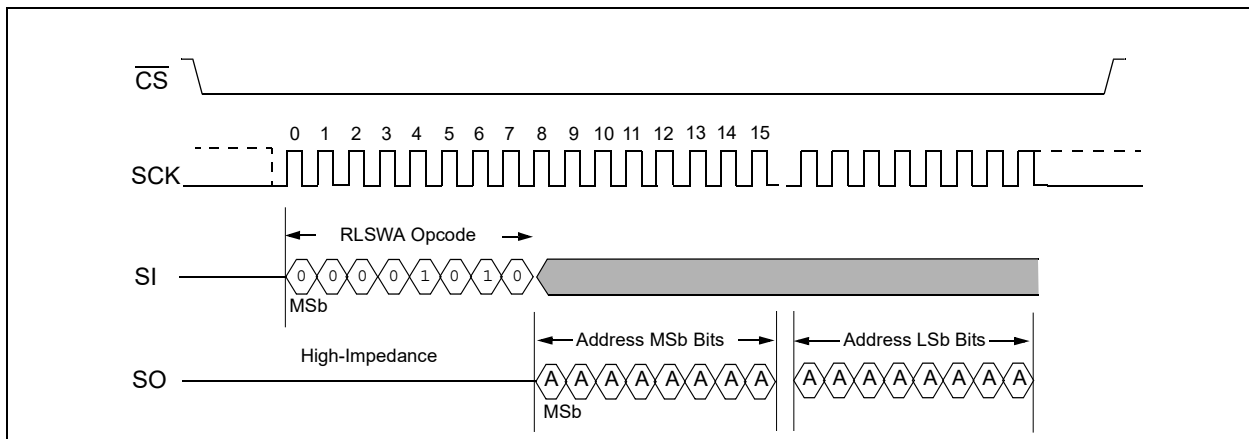 CS
0 1 2 3 4 5 6 7 8 9 10 11 12 13 14 15
SCK
RLSWA Opcode
SI 0 0 0 0 1 0 1 0
MSb
Address MSb Bits Address LSb Bits
High-Impedance
SO A A A A A A A A A A A A A A A A
MSb